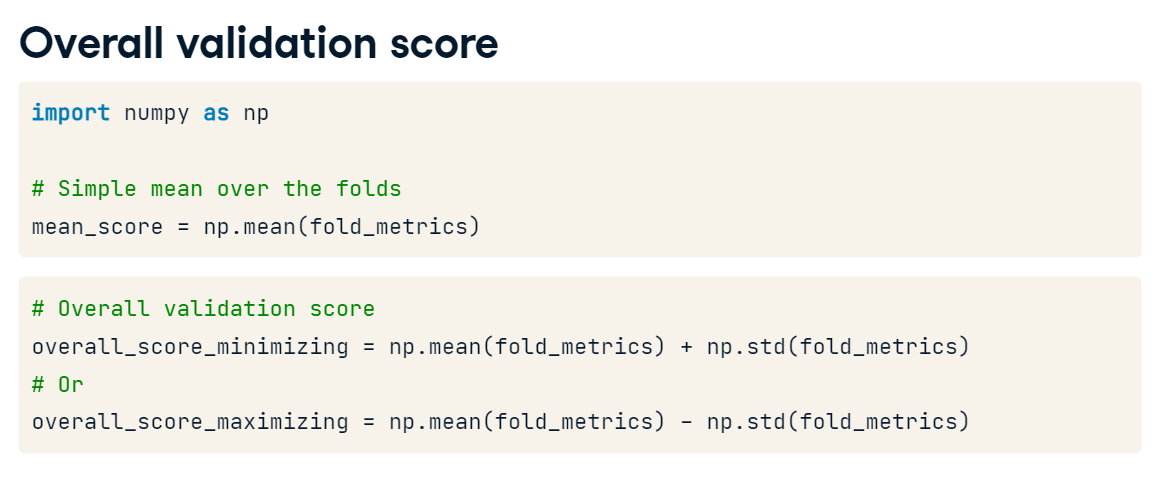 Overall validation score
import numpy as np
# Simple mean over the folds
mean_score = np.mean(fold_metrics)
# Overall validation score
overall_score_minimizing = np.mean(fold_metrics) + np.std(fold_metrics)
# Or
overall_score_maximizing = np.mean(fold_metrics) - np.std(fold_metrics)